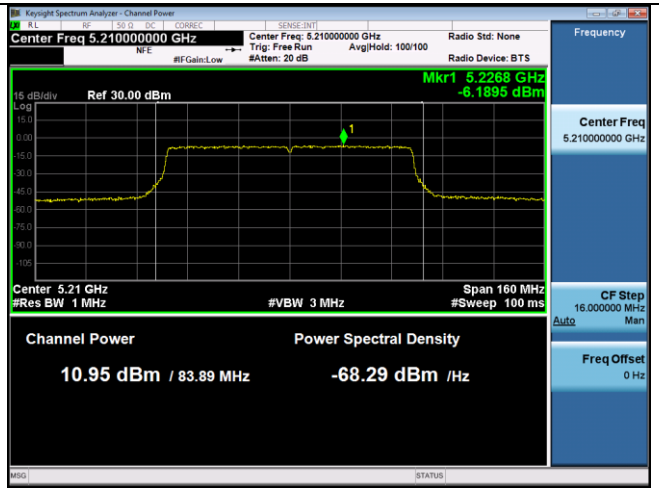 Keysight Spectrum Analyzer - Channel Power
RL RF 50 Ω DC CORREC SENSE:INT
Center Freq 5.210000000 GHz
NFE
#IFGain:Low
Center Freq: 5.210000000 GHz
Trig: Free Run Avg|Hold: 100/100
#Atten: 20 dB
Radio Std: None
Radio Device: BTS
Mkr1 5.2268 GHz
-6.1895 dBm
15 dB/div Ref 30.00 dBm
Log
15.0
0.00
-15.0
-30.0
-45.0
-60.0
-75.0
-90.0
-105
1
Center 5.21 GHz Span 160 MHz
#Res BW 1 MHz #VBW 3 MHz #Sweep 100 ms
Channel Power Power Spectral Density
10.95 dBm / 83.89 MHz -68.29 dBm /Hz
Frequency
Center Freq
5.210000000 GHz
CF Step
16.000000 MHz
Auto Man
Freq Offset
0 Hz
MSG STATUS